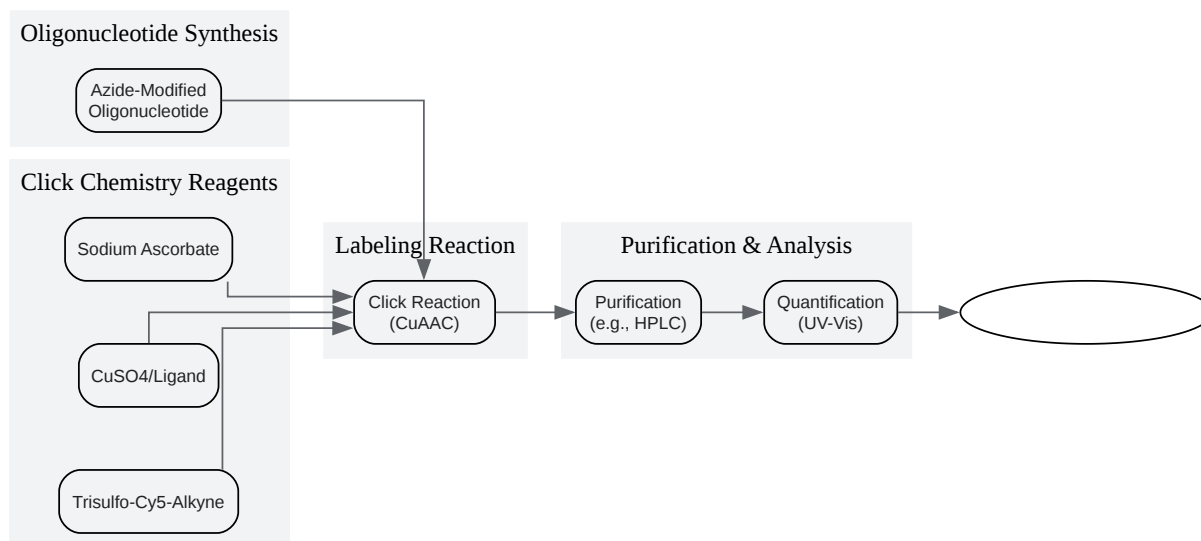 Oligonucleotide Synthesis
Azide-Modified
Oligonucleotide
Click Chemistry Reagents
Sodium Ascorbate
CuSO4/Ligand
Trisulfo-Cy5-Alkyne
Labeling Reaction
Click Reaction
(CuAAC)
Purification & Analysis
Purification
(e.g., HPLC)
Quantification
(UV-Vis)